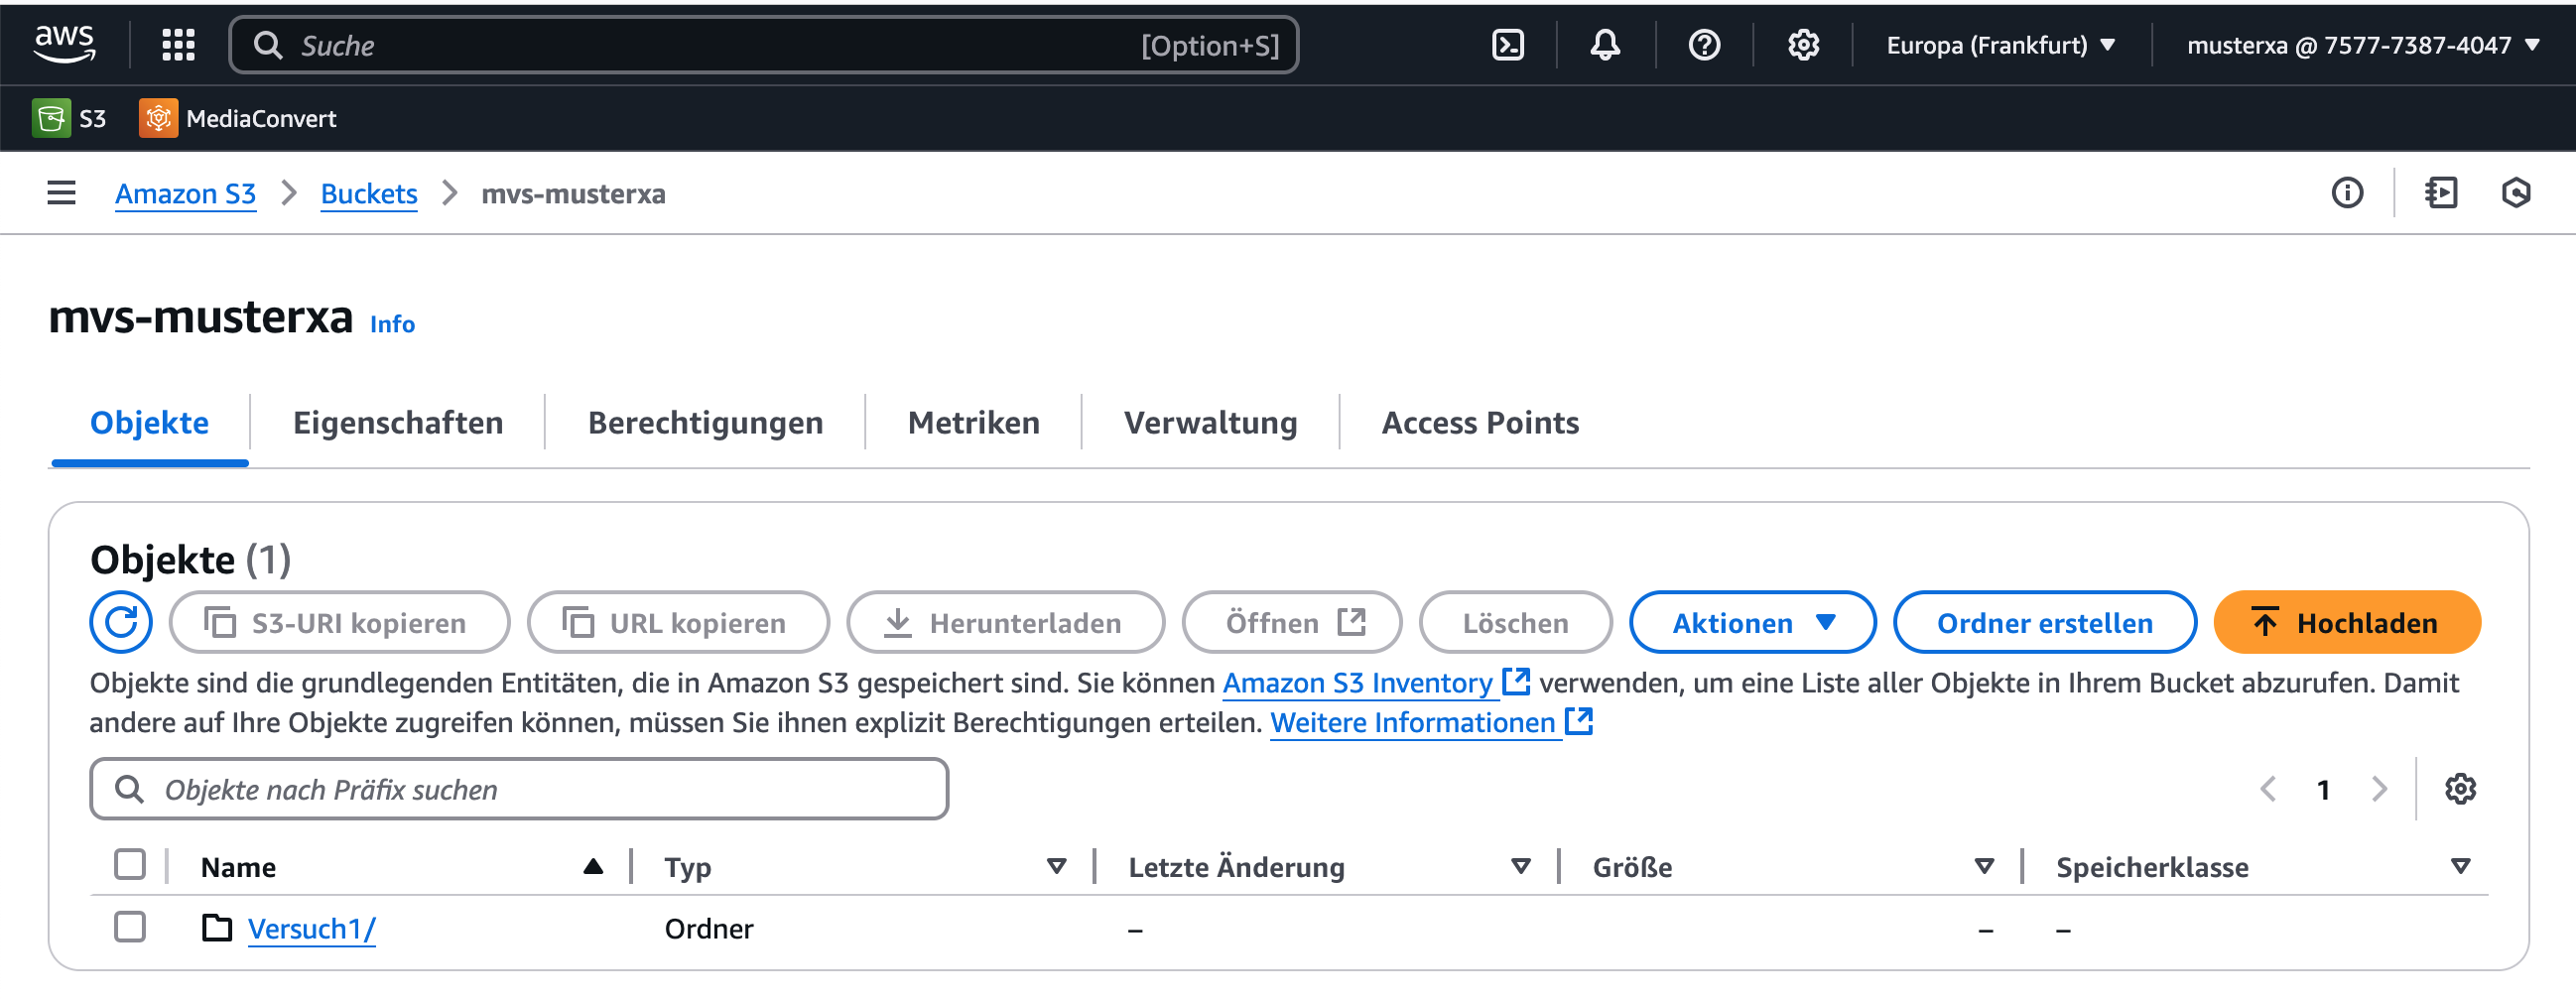 aws Suche [Option+S] Europa (Frankfurt) musterxa @ 7577-7387-4047
S3 MediaConvert
Amazon S3 Buckets mvs-musterxa
mvs-musterxa Info
Objekte Eigenschaften Berechtigungen Metriken Verwaltung Access Points
Objekte (1)
S3-URI kopieren URL kopieren Herunterladen Öffnen Löschen Aktionen Ordner erstellen Hochladen
Objekte sind die grundlegenden Entitäten, die in Amazon S3 gespeichert sind. Sie können Amazon S3 Inventory verwenden, um eine Liste aller Objekte in Ihrem Bucket abzurufen. Damit
andere auf Ihre Objekte zugreifen können, müssen Sie ihnen explizit Berechtigungen erteilen. Weitere Informationen
Objekte nach Präfix suchen 1
Name Typ Letzte Änderung Größe Speicherklasse
Versuch1/ Ordner – – –